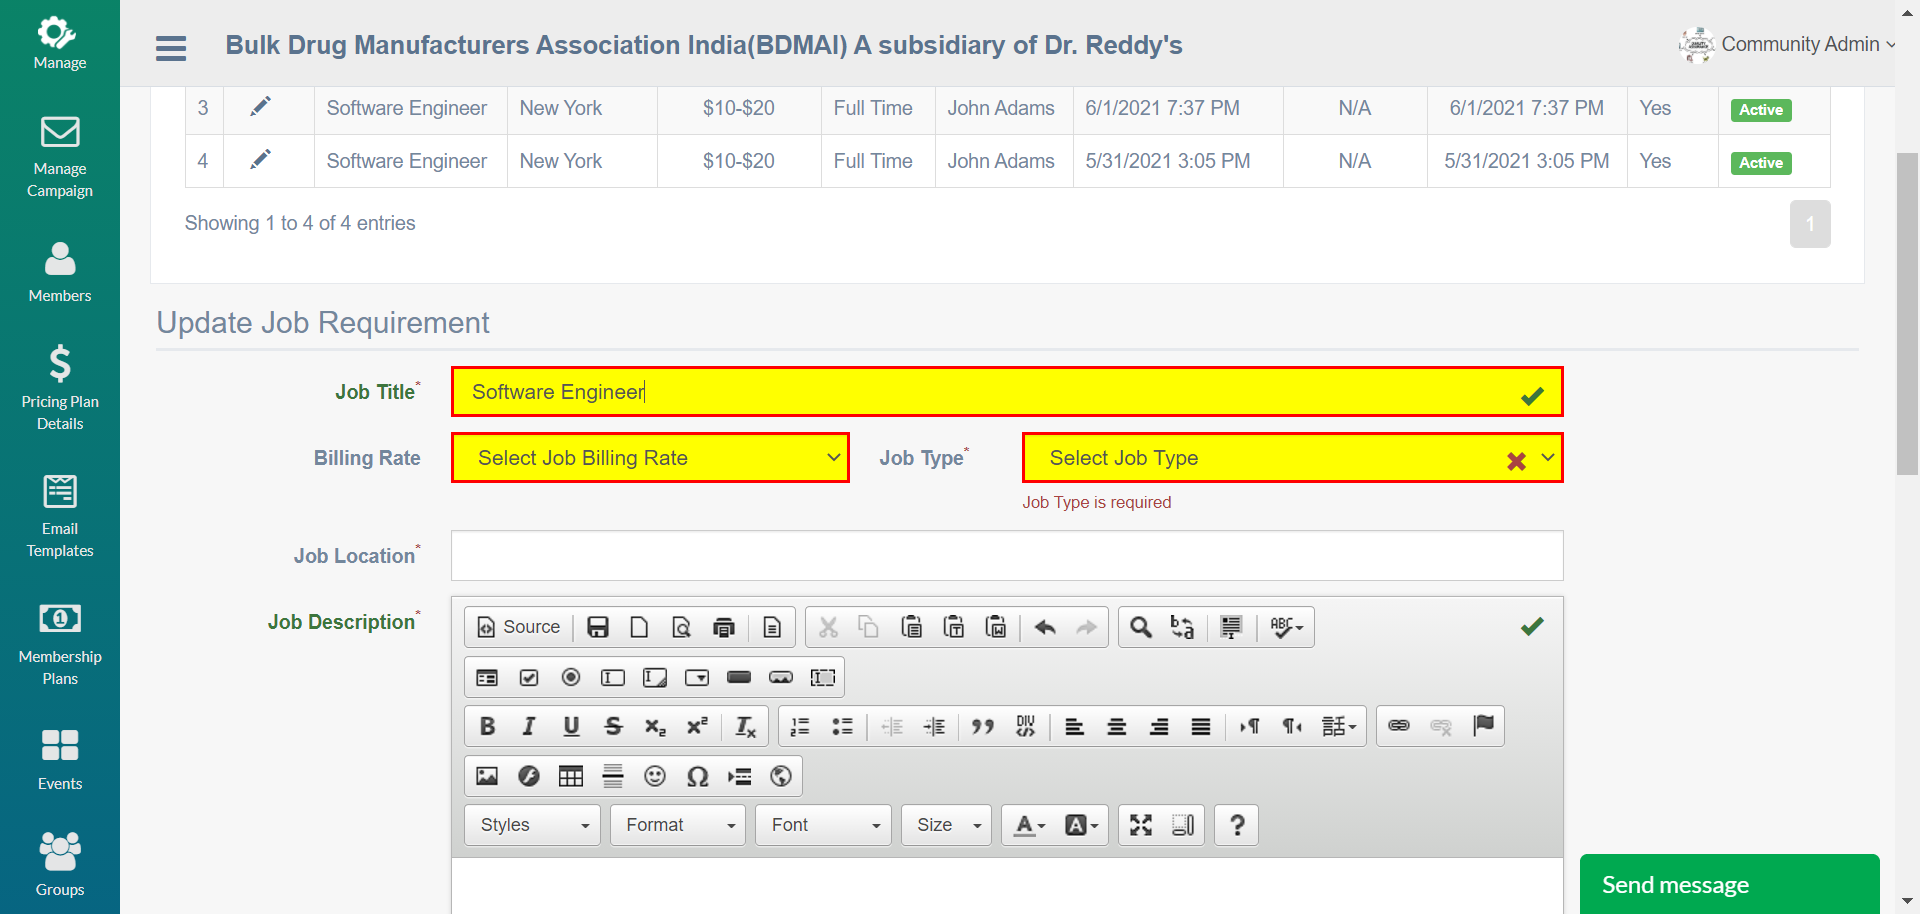 Bulk Drug Manufacturers Association India(BDMAI) A subsidiary of Dr. Reddy's
Community Admin
Manage
Manage
Campaign
Members
Pricing Plan
Details
Email
Templates
Membership
Plans
Events
Groups
3 Software Engineer New York $10-$20 Full Time John Adams 6/1/2021 7:37 PM N/A 6/1/2021 7:37 PM Yes Active
4 Software Engineer New York $10-$20 Full Time John Adams 5/31/2021 3:05 PM N/A 5/31/2021 3:05 PM Yes Active
Showing 1 to 4 of 4 entries
1
Update Job Requirement
Job Title* Software Engineer
Billing Rate Select Job Billing Rate Job Type* Select Job Type
Job Type is required
Job Location*
Job Description*
Source
Styles Format Font Size
Send message